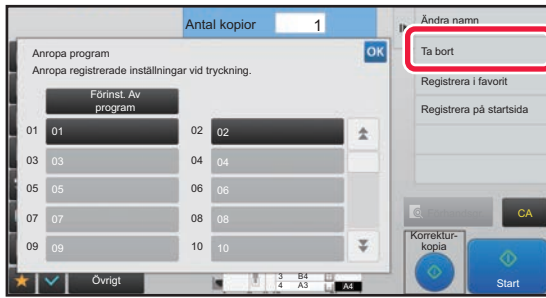 Antal kopior 1
Ändra namn
Anropa program OK
Ta bort
Anropa registrerade inställningar vid tryckning.
Registrera i favorit
Förinst. Av
program
Registrera på startsida
01 01 02 02
03 03 04 04
05 05 06 06
07 07 08 08
CA
09 09 10 10
Korrektur-
kopia
Start
Övrigt
3 B4
4 A3
A4